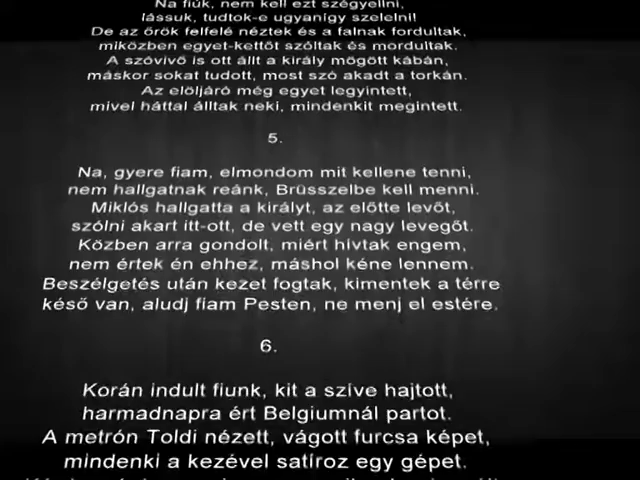 Na fiúk, nem kell ezt szégyellni,
lássuk, tudtok-e ugyanígy szelelni!
De az őrök felfelé néztek és a falnak fordultak,
miközben egyet-kettőt szóltak és mordultak.
A szóvivő is ott állt a király mögött kábán,
máskor sokat tudott, most szó akadt a torkán.
Az elöljáró még egyet legyintett,
mivel háttal álltak neki, mindenkit megintett.
5.
Na, gyere fiam, elmondom mit kellene tenni,
nem hallgatnak reánk, Brüsszelbe kell menni.
Miklós hallgatta a királyt, az előtte levőt,
szólni akart itt-ott, de vett egy nagy levegőt.
Közben arra gondolt, miért hívtak engem,
nem értek én ehhez, máshol kéne lennem.
Beszélgetés után kezet fogtak, kimentek a térre
késő van, aludj fiam Pesten, ne menj el estére.
6.
Korán indult fiunk, kit a szíve hajtott,
harmadnapra ért Belgiumnál partot.
A metrón Toldi nézett, vágott furcsa képet,
mindenki a kezével satíroz egy gépet.